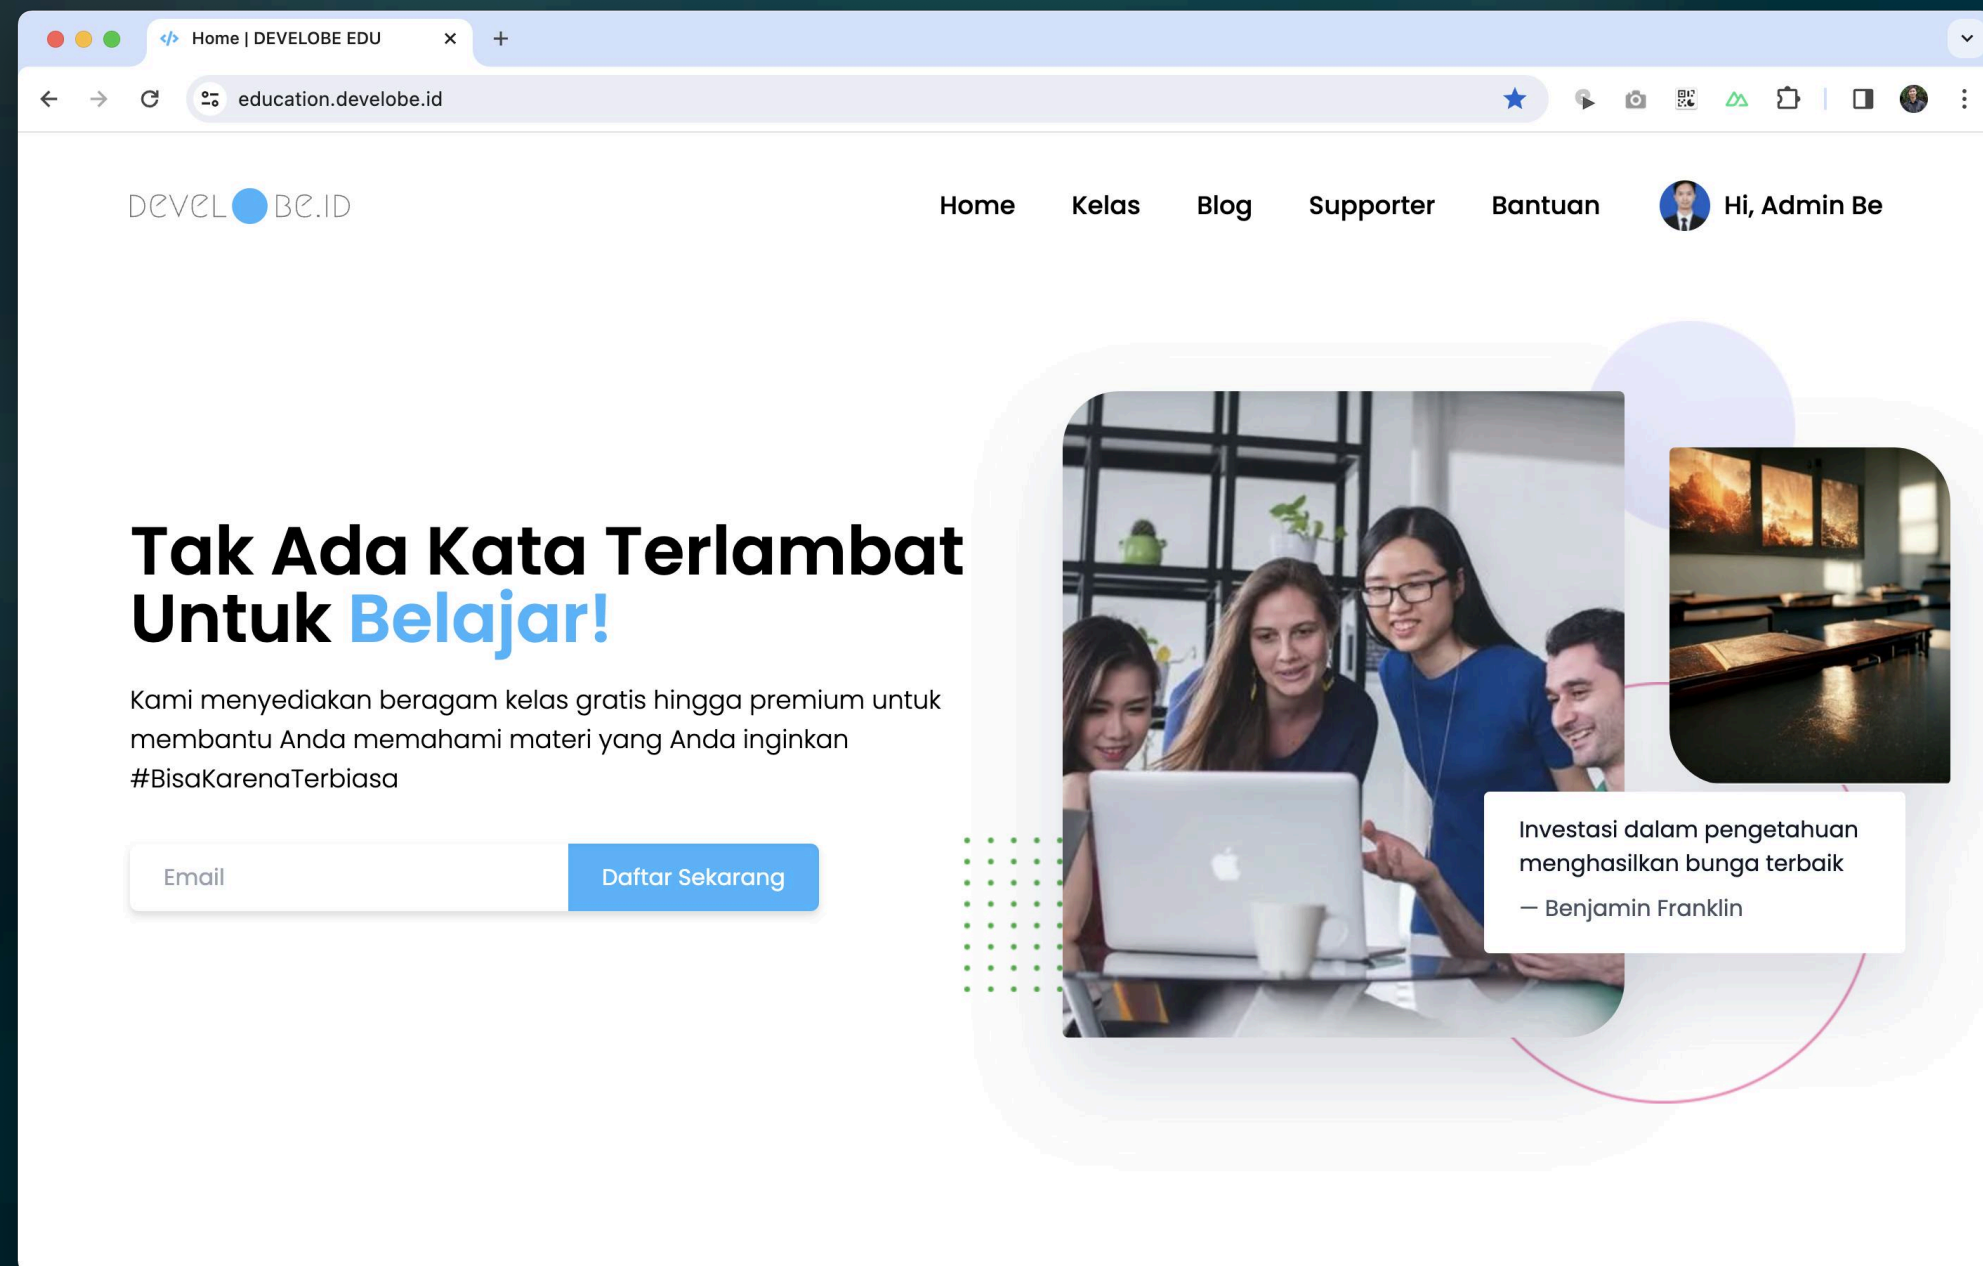 Home | DEVELOBE EDU
education.develobe.id
DEVELOBE.ID
Home
Kelas
Blog
Supporter
Bantuan
Hi, Admin Be
Tak Ada Kata Terlambat
Untuk Belajar!
Kami menyediakan beragam kelas gratis hingga premium untuk
membantu Anda memahami materi yang Anda inginkan
#BisaKarenaTerbiasa
Email
Daftar Sekarang
Investasi dalam pengetahuan
menghasilkan bunga terbaik
— Benjamin Franklin